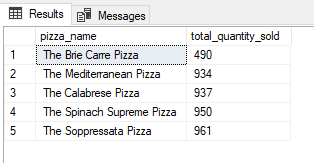 Results Messages
pizza_name total_quantity_sold
1 The Brie Carre Pizza 490
2 The Mediterranean Pizza 934
3 The Calabrese Pizza 937
4 The Spinach Supreme Pizza 950
5 The Soppressata Pizza 961